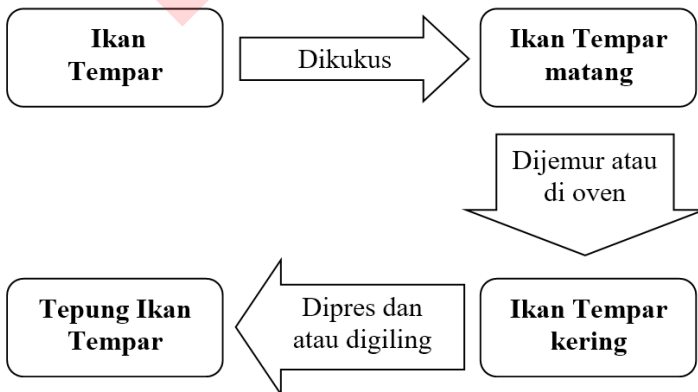 Ikan
Tempar
Dikukus
Ikan Tempar
matang
Dijemur atau
di oven
Ikan Tempar
kering
Dipres dan
atau digiling
Tepung Ikan
Tempar